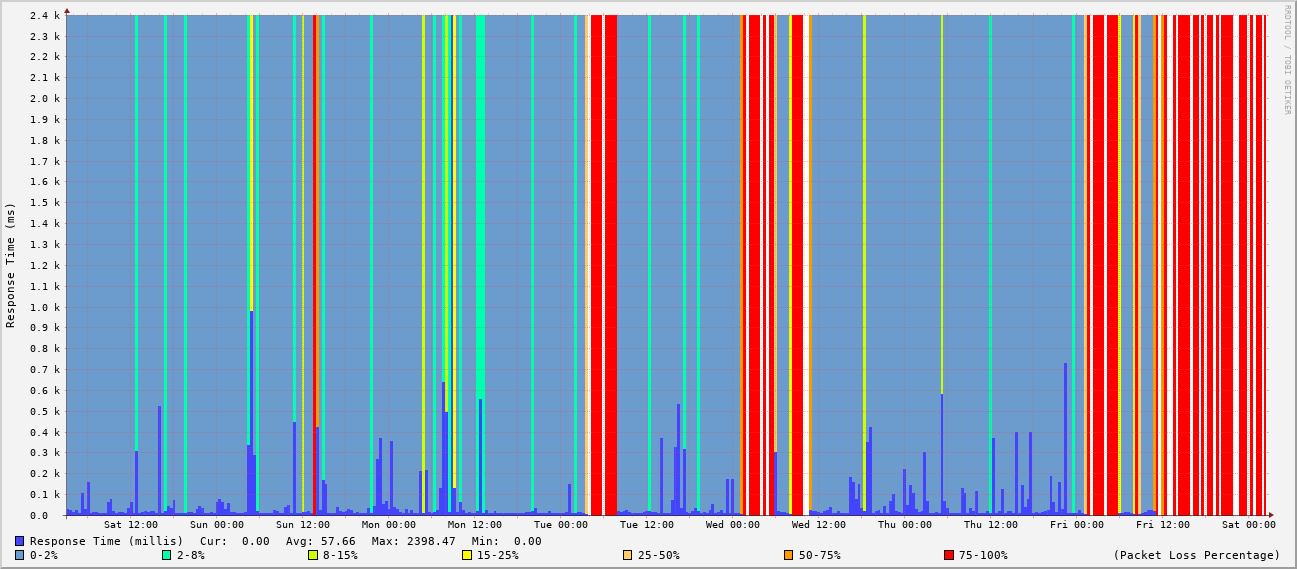 2.4 k
2.3 k
2.2 k
2.1 k
2.0 k
1.9 k
1.8 k
1.7 k
1.6 k
1.5 k
1.4 k
1.3 k
1.2 k
1.1 k
1.0 k
0.9 k
0.8 k
0.7 k
0.6 k
0.5 k
0.4 k
0.3 k
0.2 k
0.1 k
0.0
Response Time (ms)
RRDTOOL / TOBI OETIKER
Sat 12:00 Sun 00:00 Sun 12:00 Mon 00:00 Mon 12:00 Tue 00:00 Tue 12:00 Wed 00:00 Wed 12:00 Thu 00:00 Thu 12:00 Fri 00:00 Fri 12:00 Sat 00:00
Response Time (millis) Cur: 0.00 Avg: 57.66 Max: 2398.47 Min: 0.00
0-2% 2-8% 8-15% 15-25% 25-50% 50-75% 75-100% (Packet Loss Percentage)